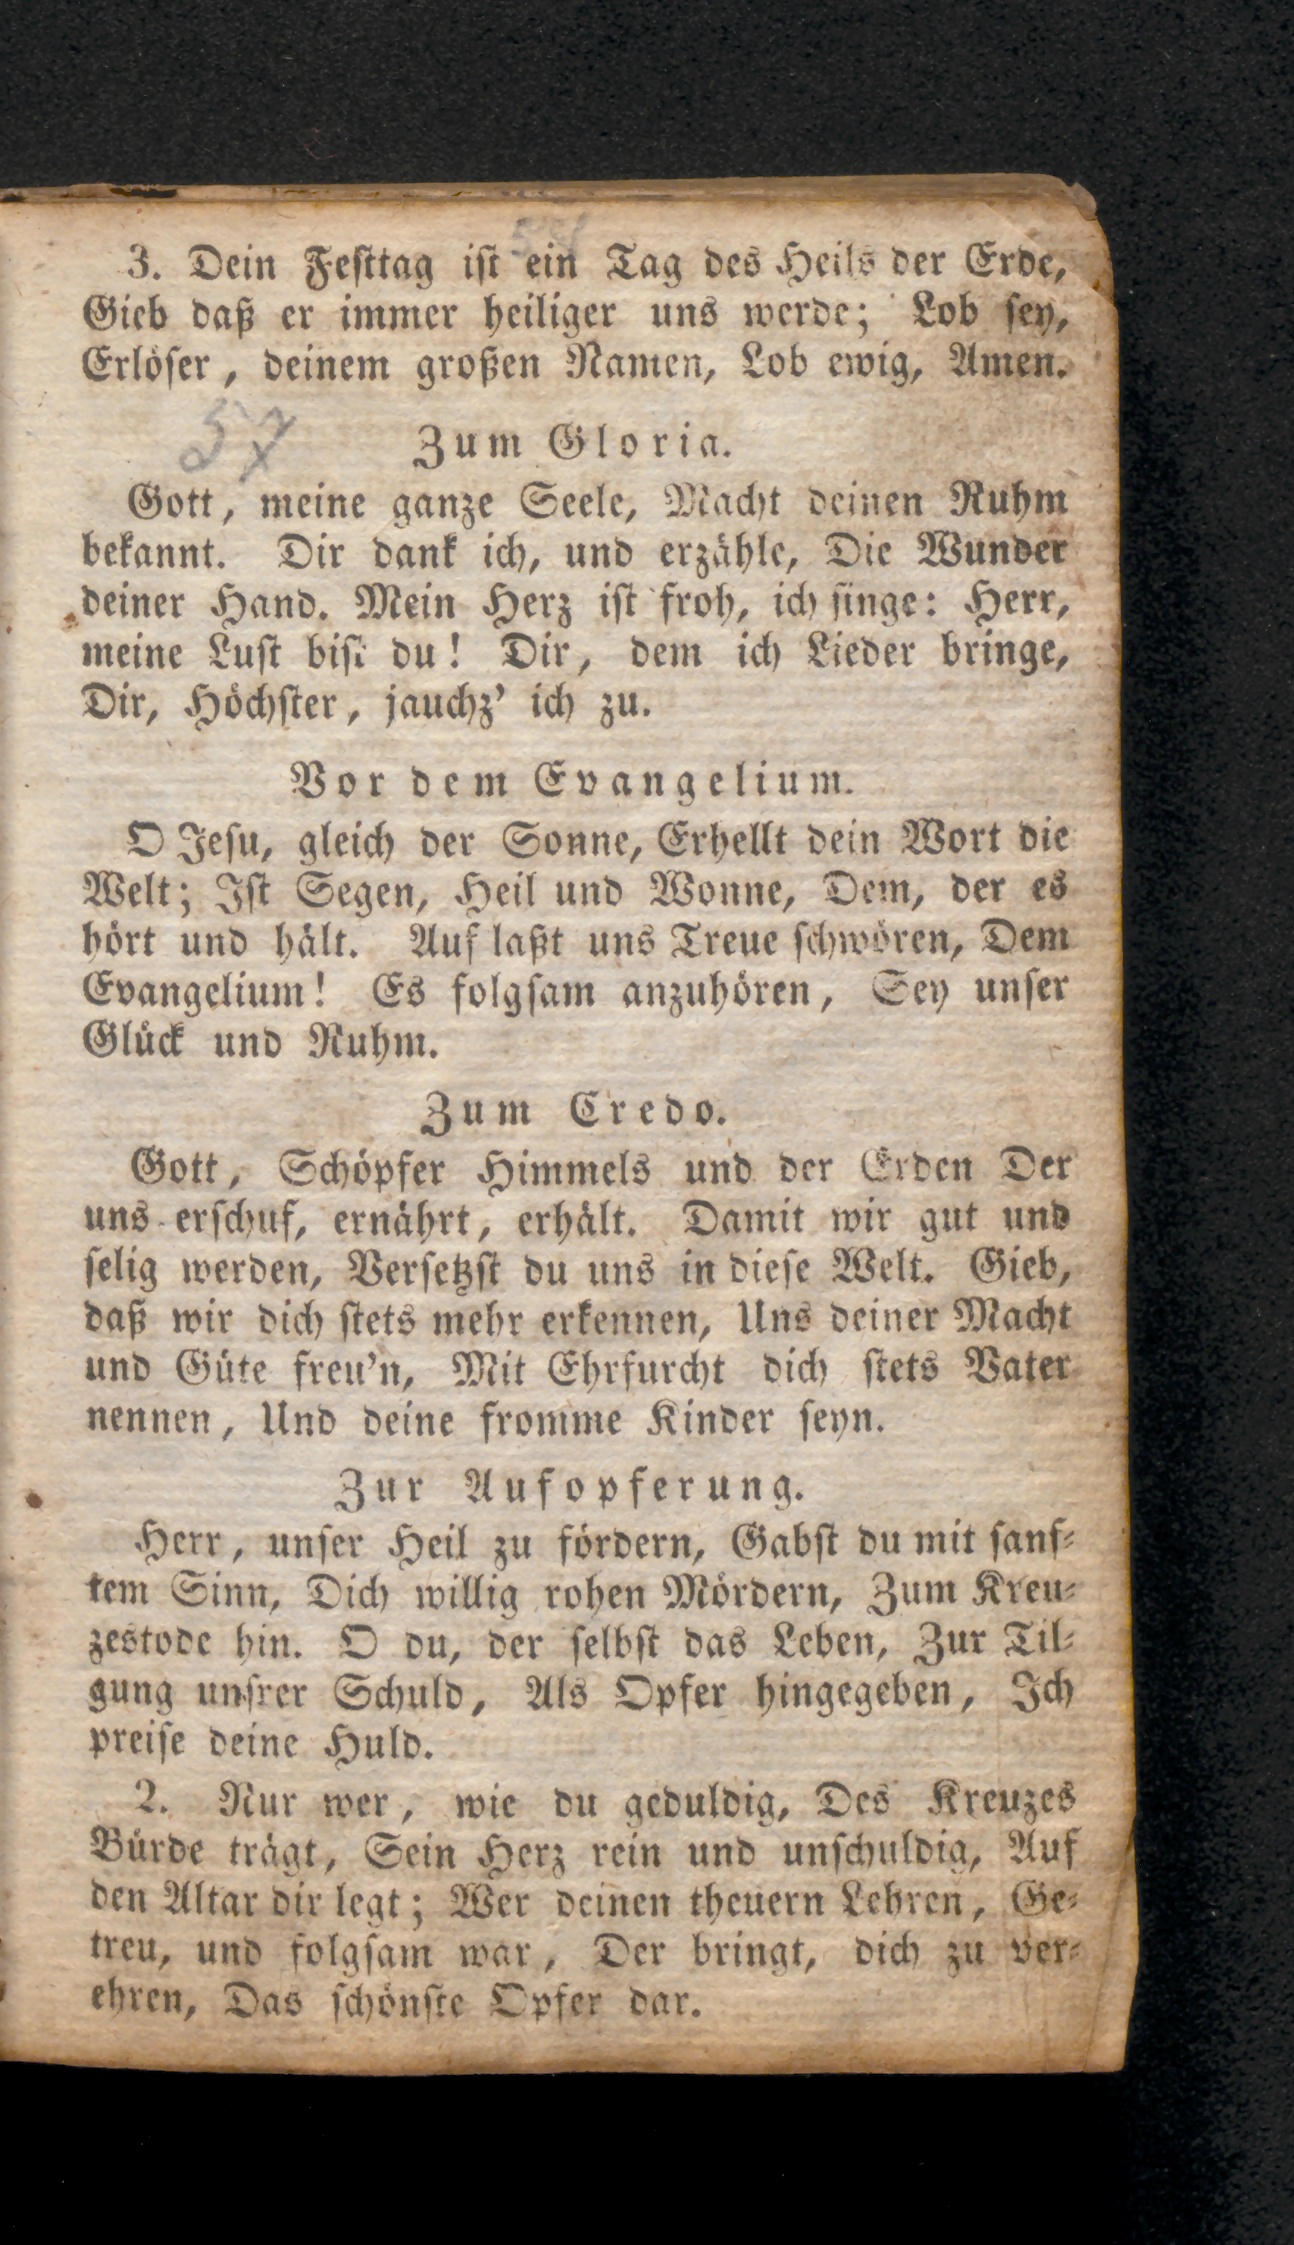 3. Dein Festtag ist ein Tag des Heils der Erde,
Gieb daß er immer heiliger uns werde; Lob sey,
Erlöser, deinem großen Namen, Lob ewig, Amen.
57
Zum Gloria.
Gott, meine ganze Seele, Macht deinen Ruhm
bekannt. Dir dank ich, und erzähle, Die Wunder
deiner Hand. Mein Herz ist froh, ich singe: Herr,
meine Lust bist du! Dir, dem ich Lieder bringe,
Dir, Höchster, jauchz' ich zu.
Vor dem Evangelium.
O Jesu, gleich der Sonne, Erhellt dein Wort die
Welt; Ist Segen, Heil und Wonne, Dem, der es
hört und hält. Auf laßt uns Treue schwören, Dem
Evangelium! Es folgsam anzuhören, Sey unser
Glück und Ruhm.
Zum Credo.
Gott, Schöpfer Himmels und der Erden Der
uns erschuf, ernährt, erhält. Damit wir gut und
selig werden, Versetzst du uns in diese Welt. Gieb,
daß wir dich stets mehr erkennen, Uns deiner Macht
und Güte freu'n, Mit Ehrfurcht dich stets Vater
nennen, Und deine fromme Kinder seyn.
Zur Aufopferung.
Herr, unser Heil zu fördern, Gabst du mit sanf-
tem Sinn, Dich willig rohen Mördern, Zum Kreu-
zestode hin. O du, der selbst das Leben, Zur Til-
gung unsrer Schuld, Als Opfer hingegeben, Ich
preise deine Huld.
2. Nur wer, wie du geduldig, Des Kreuzes
Bürde trägt, Sein Herz rein und unschuldig, Auf
den Altar dir legt; Wer deinen theuern Lehren, Ge-
treu, und folgsam war, Der bringt, dich zu ver-
ehren, Das schönste Opfer dar.